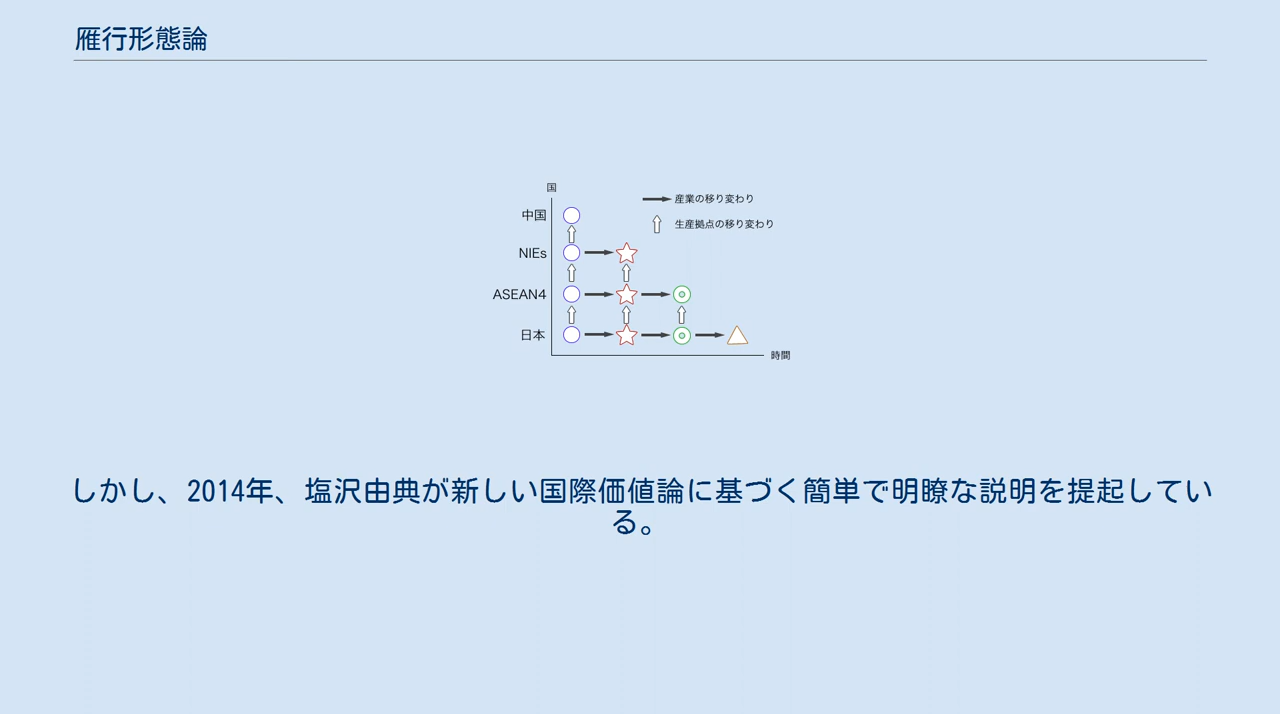 雁行形態論
国
中国
NIEs
ASEAN4
日本
産業の移り変わり
生産拠点の移り変わり
時間
しかし、2014年、塩沢由典が新しい国際価値論に基づく簡単で明瞭な説明を提起してい
る。